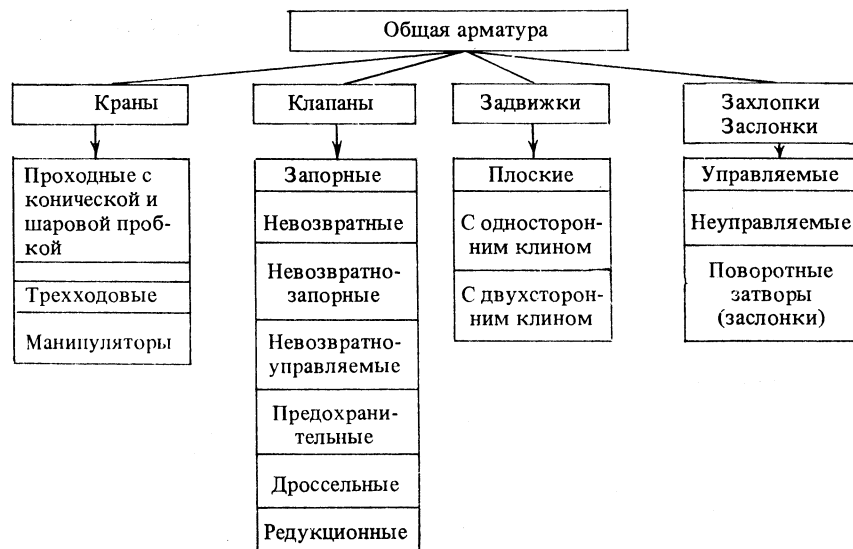 Общая арматура
Краны
Клапаны
Задвижки
Захлопки
Заслонки
Проходные с
конической и
шаровой проб-
кой
Трехходовые
Манипуляторы
Запорные
Невозвратные
Невозвратно-
запорные
Невозвратно-
управляемые
Предохрани-
тельные
Дроссельные
Редукционные
Плоские
С односторон-
ним клином
С двухсторон-
ним клином
Управляемые
Неуправляемые
Поворотные
затворы
(заслонки)